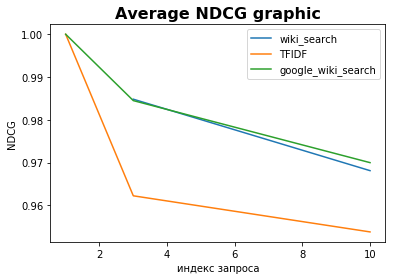 Average NDCG graphic
1.00
0.99
0.98
0.97
0.96
NDCG
wiki_search
TFIDF
google_wiki_search
2
4
6
8
10
индекс запроса